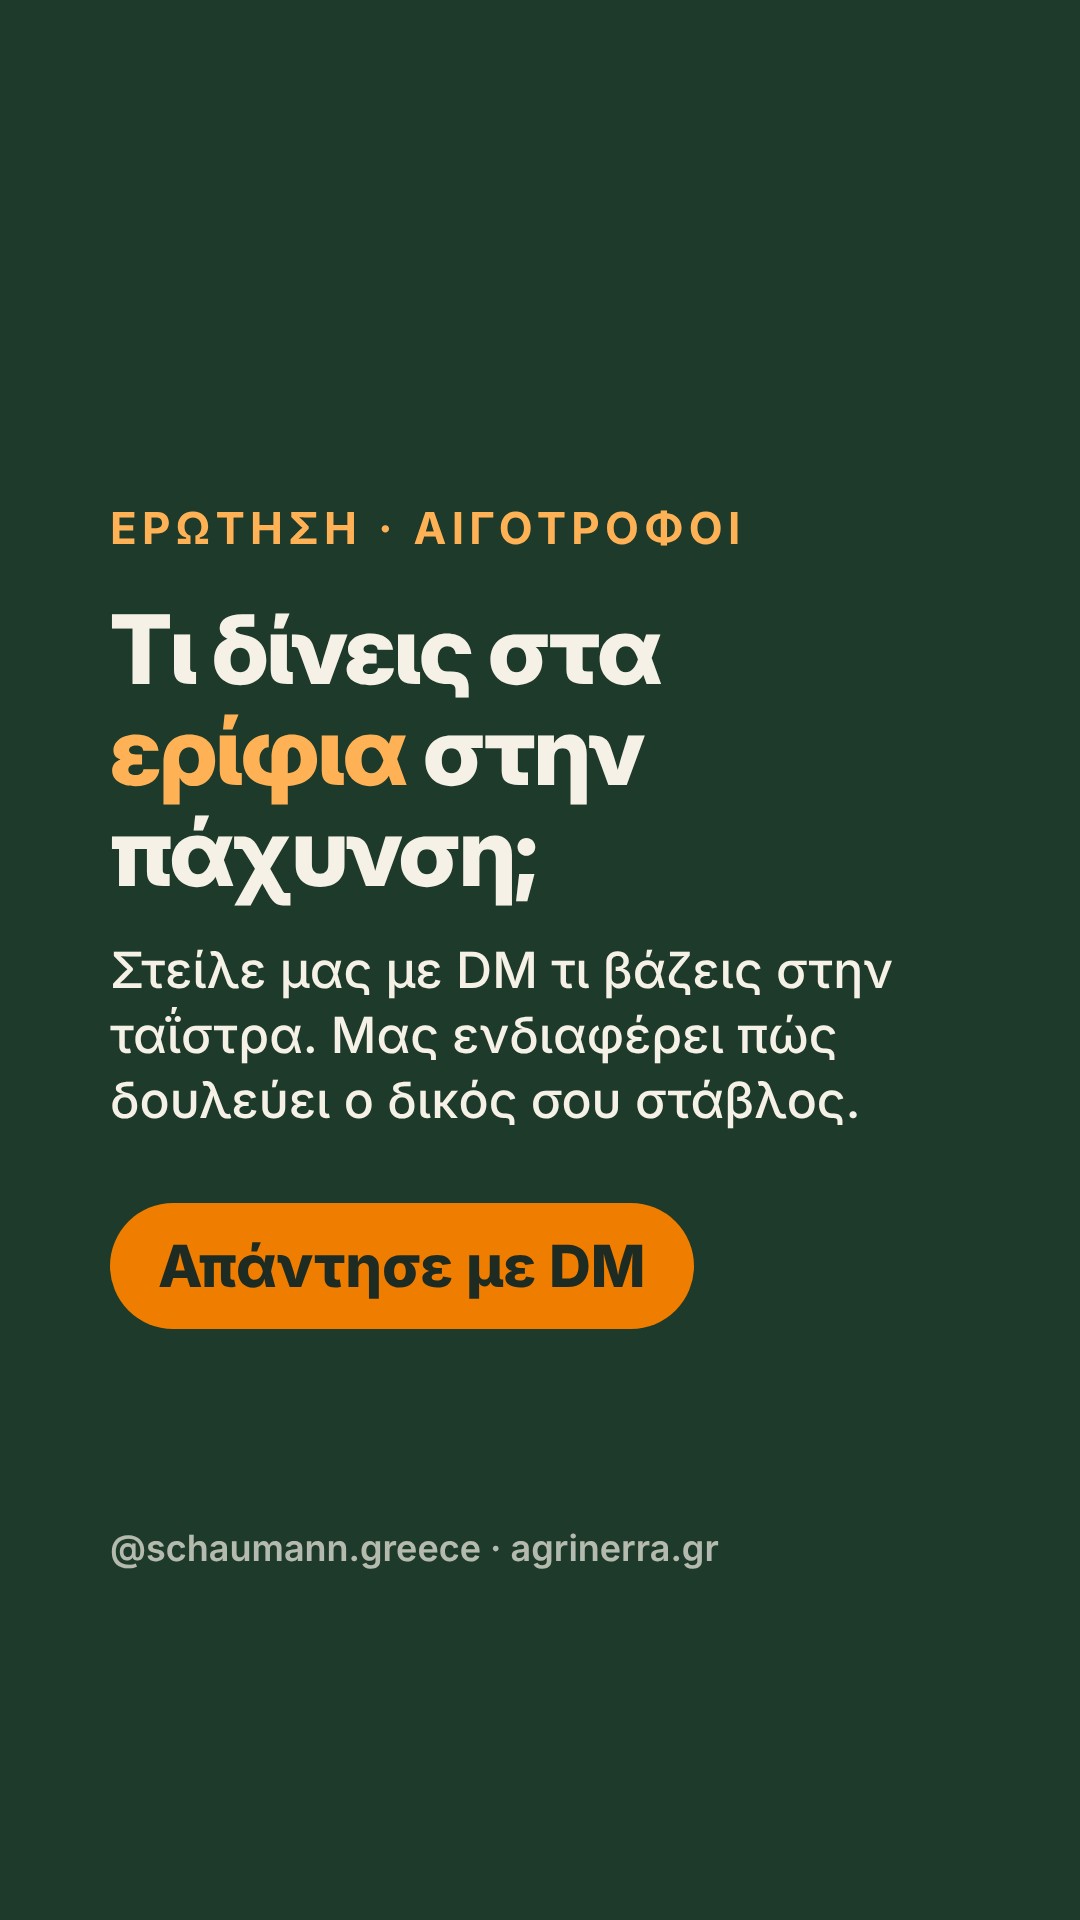 ΕΡΩΤΗΣΗ · ΑΙΓΟΤΡΟΦΟΙ
Τι δίνεις στα
ερίφια στην
πάχυνση;
Στείλε μας με DM τι βάζεις στην
ταΐστρα. Μας ενδιαφέρει πώς
δουλεύει ο δικός σου στάβλος.
Απάντησε με DM
@schaumann.greece · agrinerra.gr